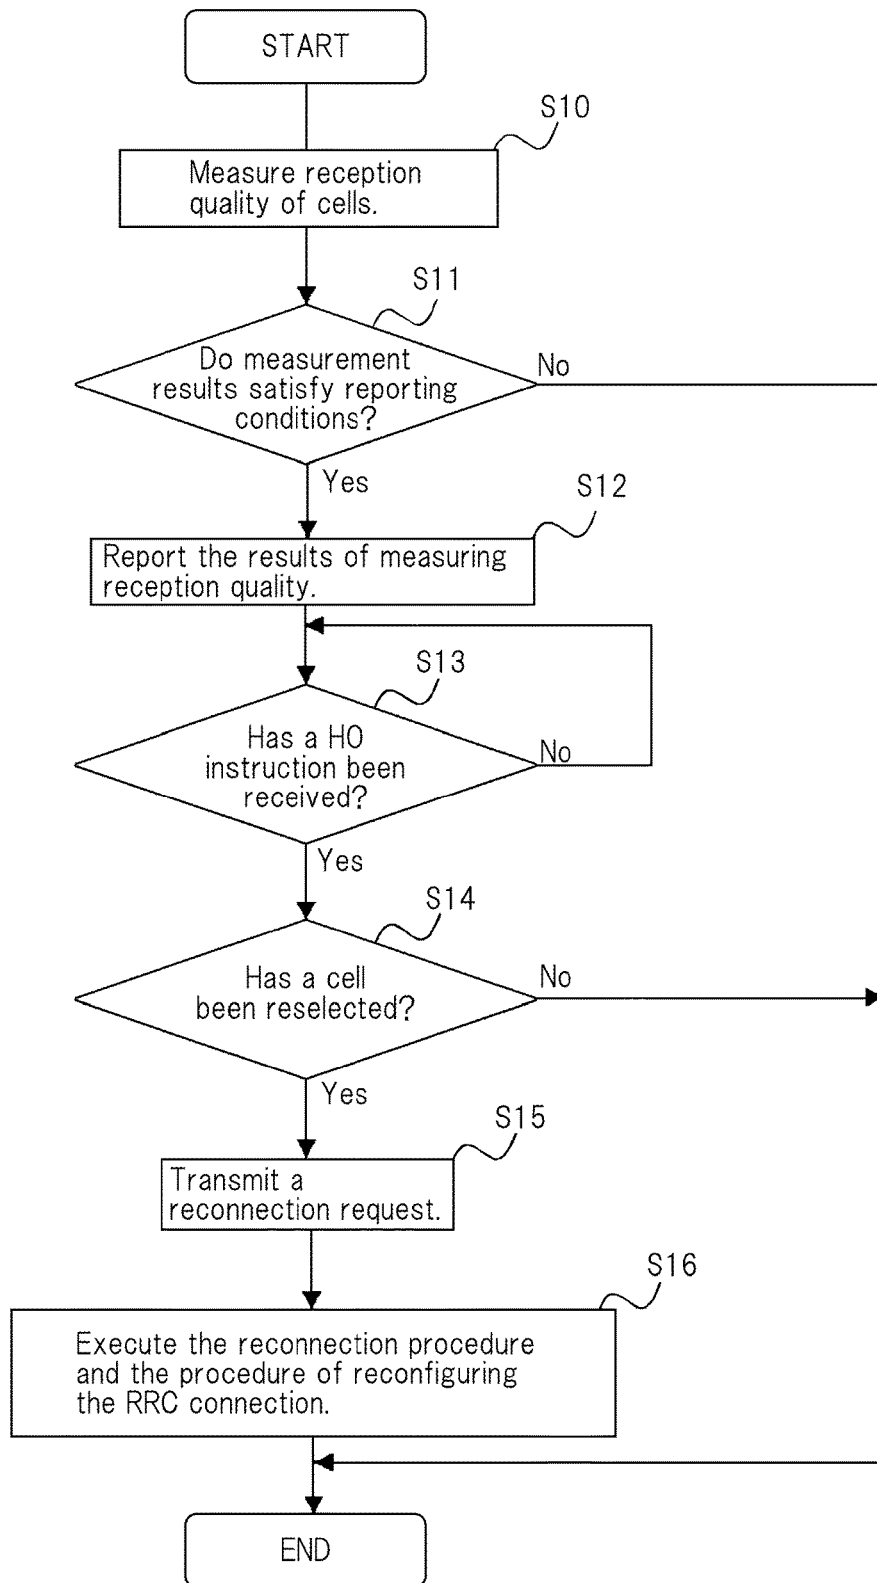 START
S10
Measure reception
quality of cells.
S11
Do measurement
results satisfy reporting
conditions?
No
Yes
S12
Report the results of measuring
reception quality.
S13
Has a HO
instruction been
received?
No
Yes
S14
Has a cell
been reselected?
No
Yes
S15
Transmit a
reconnection request.
S16
Execute the reconnection procedure
and the procedure of reconfiguring
the RRC connection.
END